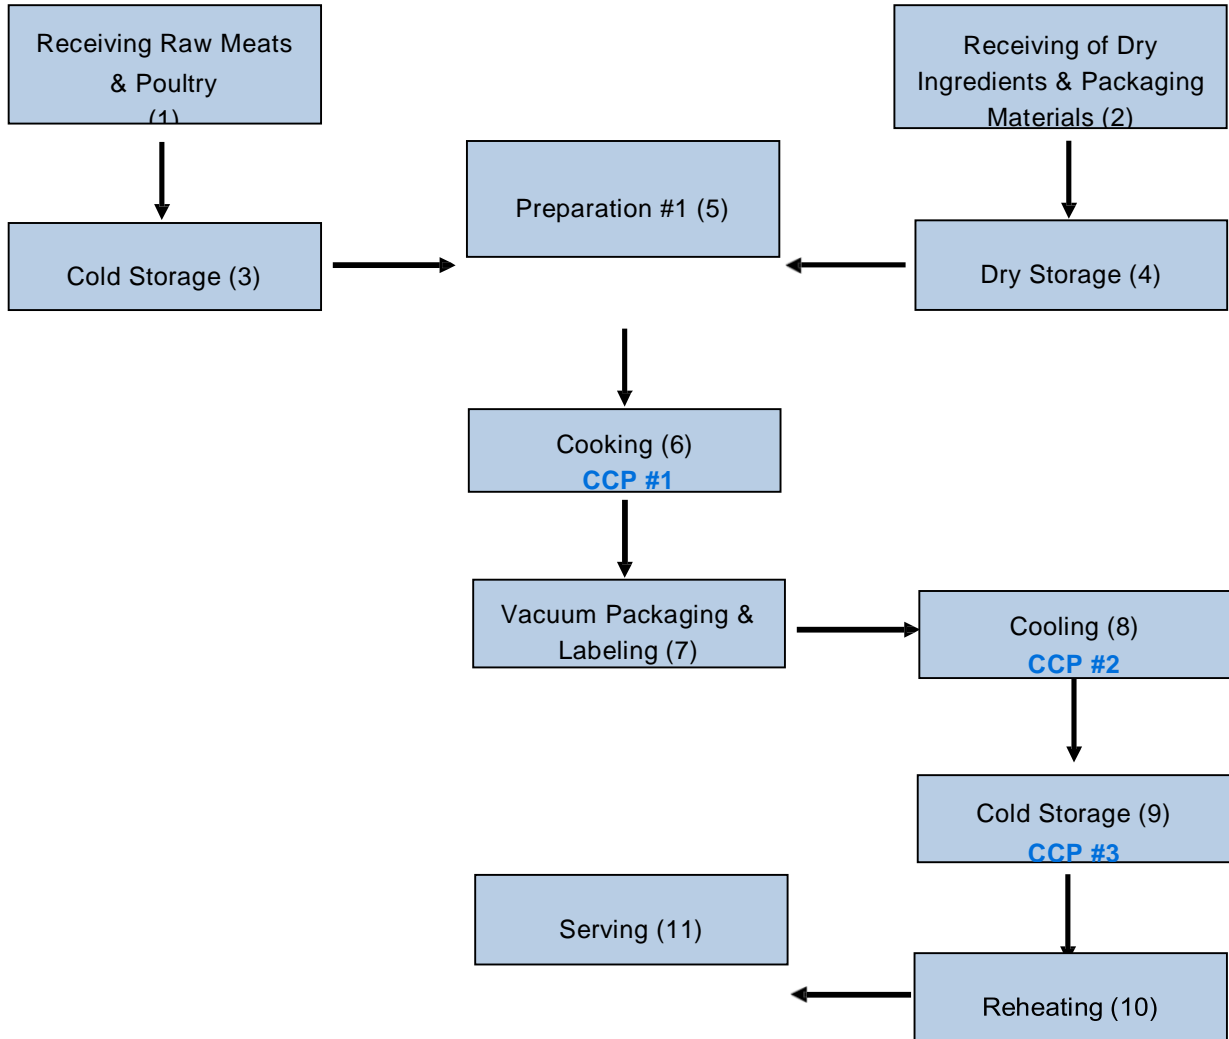 Receiving Raw Meats
& Poultry
(1)
Receiving of Dry
Ingredients & Packaging
Materials (2)
Preparation #1 (5)
Cold Storage (3)
Dry Storage (4)
Cooking (6)
CCP #1
Vacuum Packaging &
Labeling (7)
Cooling (8)
CCP #2
Cold Storage (9)
CCP #3
Serving (11)
Reheating (10)